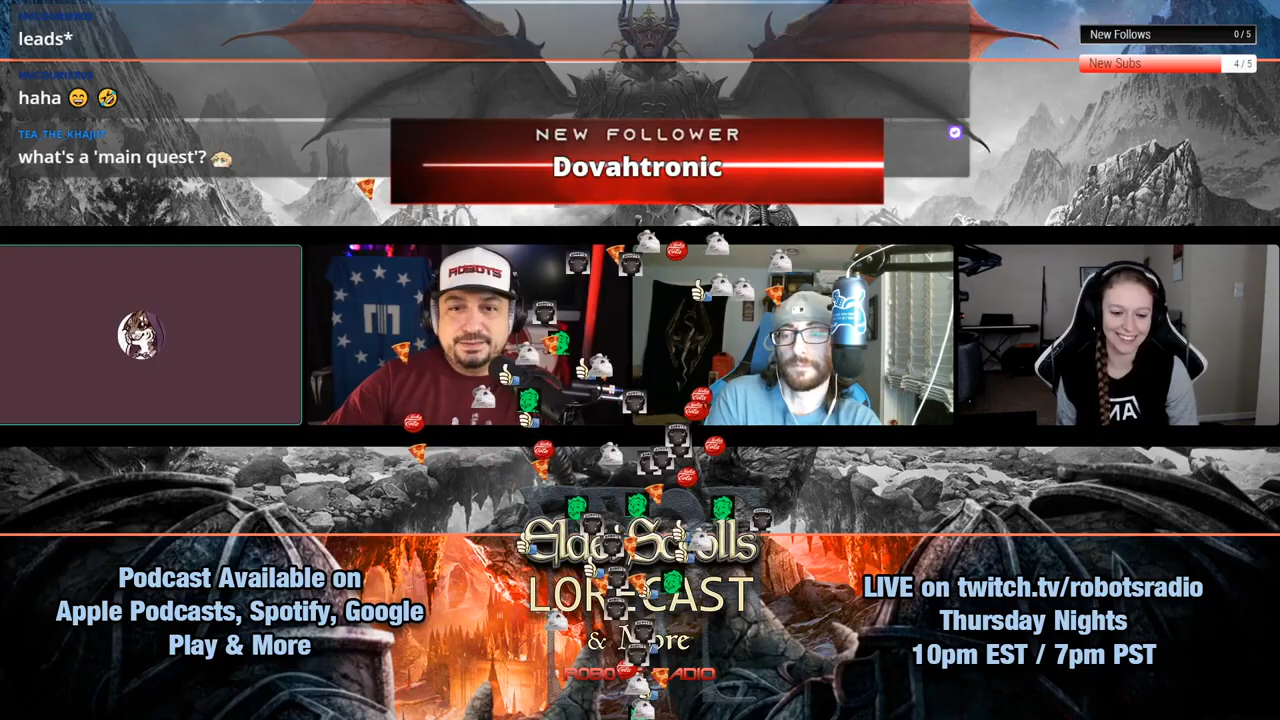 leads*
haha
TEA THE KHAJIIT
what's a 'main quest'?
New Follows 0 / 5
New Subs 4 / 5
NEW FOLLOWER
Dovahtronic
ROBOTS
MA
Elder Scrolls
LORECAST
& More
Podcast Available on
Apple Podcasts, Spotify, Google
Play & More
LIVE on twitch.tv/robotsradio
Thursday Nights
10pm EST / 7pm PST